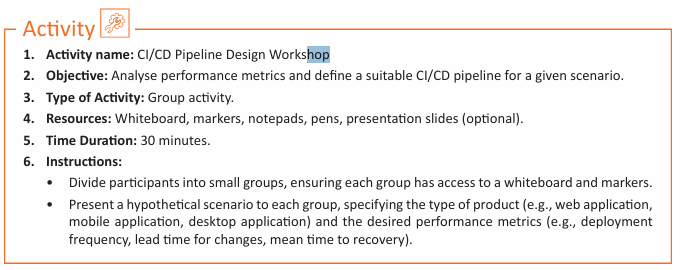 Activity
1. Activity name: CI/CD Pipeline Design Workshop
2. Objective: Analyse performance metrics and define a suitable CI/CD pipeline for a given scenario.
3. Type of Activity: Group activity.
4. Resources: Whiteboard, markers, notepads, pens, presentation slides (optional).
5. Time Duration: 30 minutes.
6. Instructions:
• Divide participants into small groups, ensuring each group has access to a whiteboard and markers.
• Present a hypothetical scenario to each group, specifying the type of product (e.g., web application,
mobile application, desktop application) and the desired performance metrics (e.g., deployment
frequency, lead time for changes, mean time to recovery).